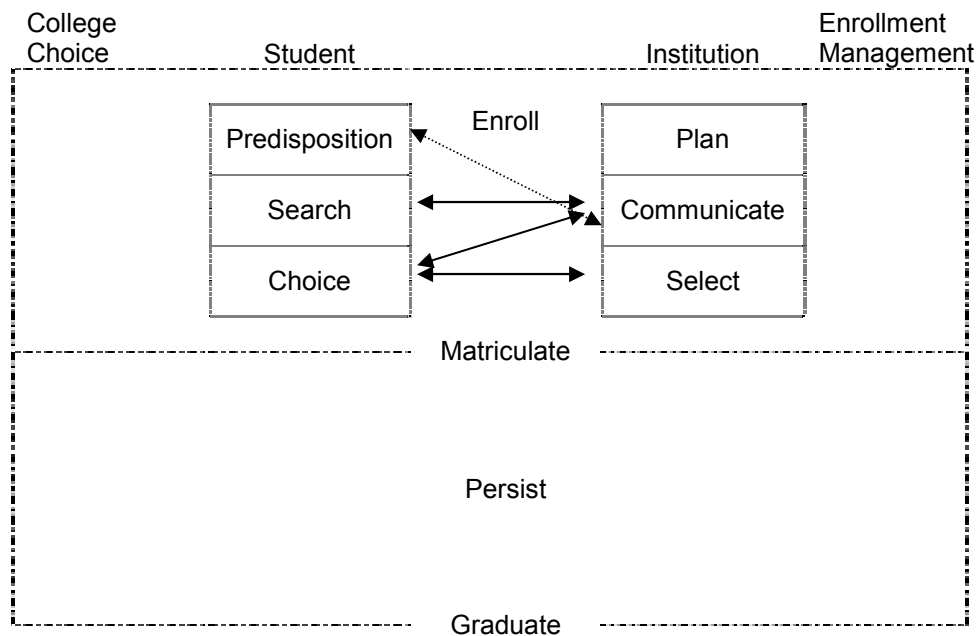 College
Choice
Student
Institution
Enrollment
Management
Predisposition
Enroll
Plan
Search
Communicate
Choice
Select
Matriculate
Persist
Graduate